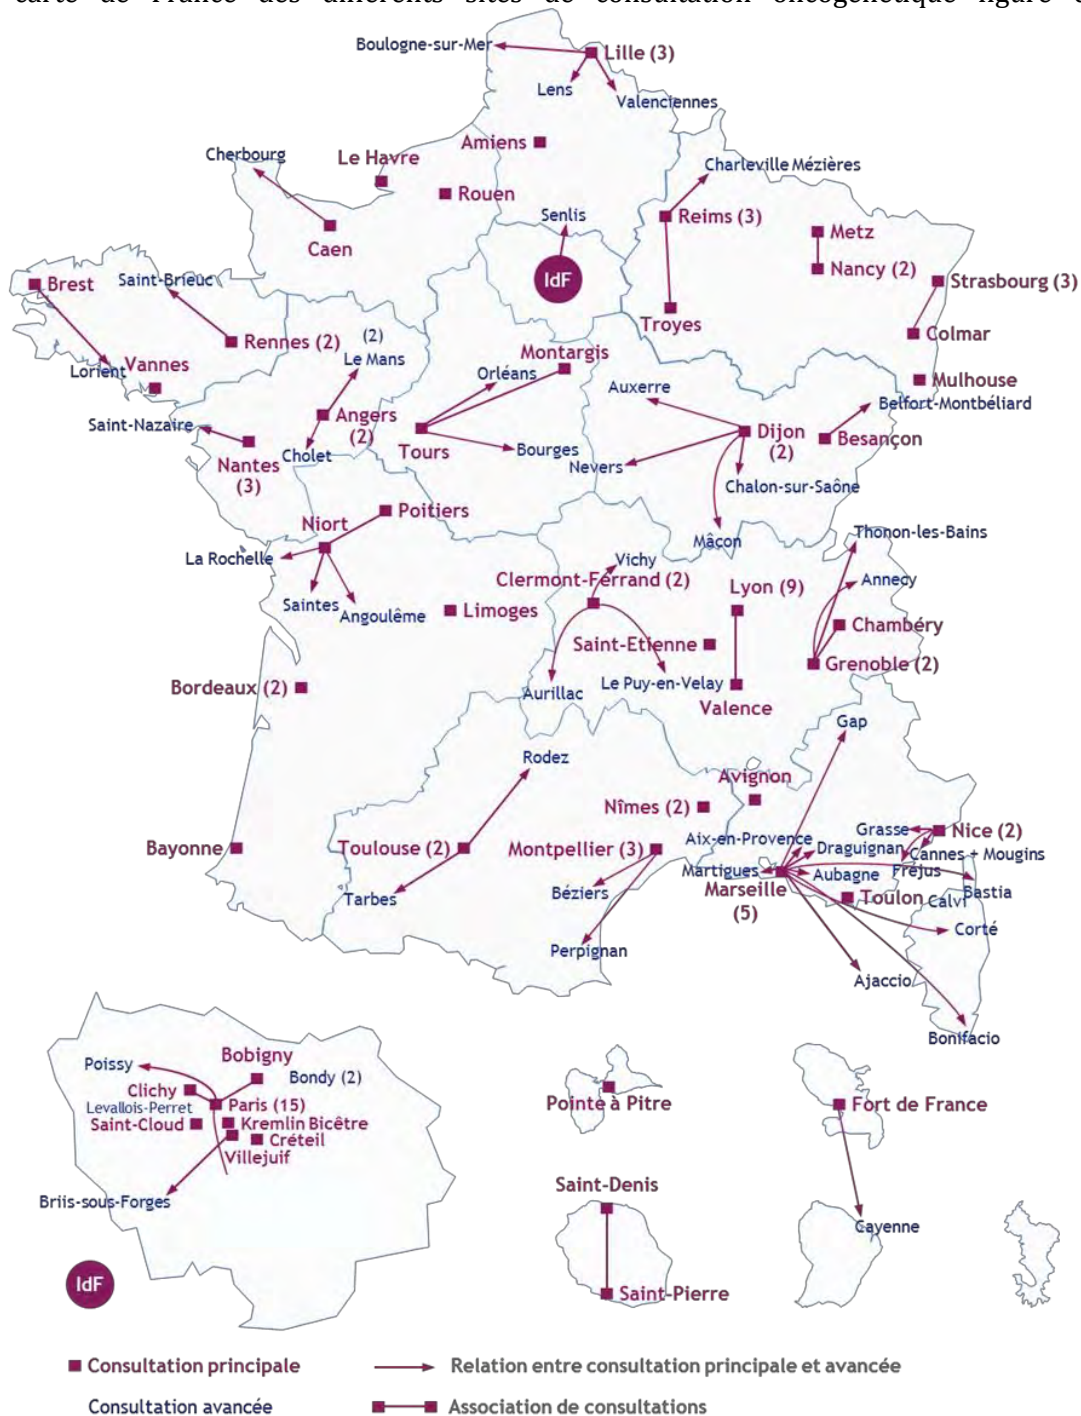 carte de France des différents sites de consultation oncogénétique figure
Boulogne-sur-Mer
Lille (3)
Lens
Valenciennes
Amiens
Cherbourg
Le Havre
Charleville Mézières
Rouen
Senlis
Reims (3)
Metz
Caen
IdF
Nancy (2)
Brest
Saint-Brieuc
Strasbourg (3)
Troyes
Colmar
Rennes (2)
(2)
Le Mans
Montargis
Vannes
Lorient
Orléans
Auxerre
Mulhouse
Belfort-Montbéliard
Saint-Nazaire
Angers
(2)
Dijon
(2)
Besançon
Cholet
Tours
Bourges
Nevers
Nantes
(3)
Chalon-sur-Saône
Poitiers
Niort
Mâcon
Thonon-les-Bains
La Rochelle
Vichy
Clermont-Ferrand (2)
Annecy
Lyon (9)
Saintes
Angoulême
Limoges
Chambéry
Saint-Etienne
Grenoble (2)
Bordeaux (2)
Aurillac
Le Puy-en-Velay
Valence
Gap
Rodez
Avignon
Nîmes (2)
Bayonne
Toulouse (2)
Montpellier (3)
Aix-en-Provence
Grasse
Nice (2)
Draguignan
Cannes + Mougins
Martigues
Aubagne
Fréjus
Tarbes
Béziers
Marseille
(5)
Toulon
Calvi
Bastia
Corté
Perpignan
Ajaccio
Bonifacio
Poissy
Bobigny
Bondy (2)
Clichy
Levallois-Perret
Paris (15)
Saint-Cloud
Kremlin Bicêtre
Créteil
Villejuif
Briis-sous-Forges
IdF
Pointe à Pitre
Fort de France
Saint-Denis
Cayenne
Saint-Pierre
Consultation principale
Relation entre consultation principale et avancée
Consultation avancée
Association de consultations